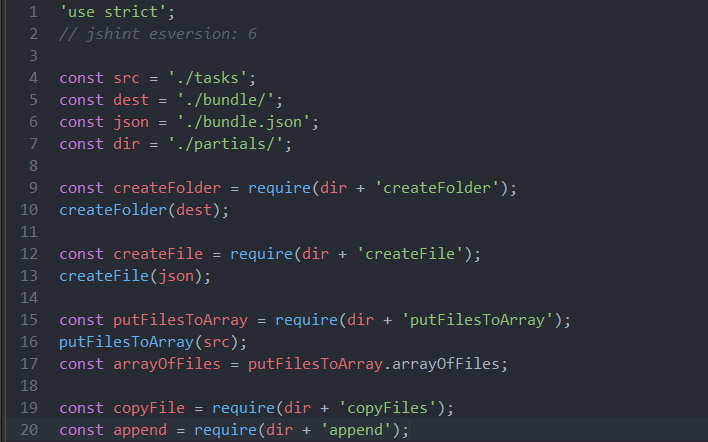 1 'use strict';
2 // jshint esversion: 6
3
4 const src = './tasks';
5 const dest = './bundle/';
6 const json = './bundle.json';
7 const dir = './partials/';
8
9 const createFolder = require(dir + 'createFolder');
10 createFolder(dest);
11
12 const createFile = require(dir + 'createFile');
13 createFile(json);
14
15 const putFilesToArray = require(dir + 'putFilesToArray');
16 putFilesToArray(src);
17 const arrayOfFiles = putFilesToArray.arrayOfFiles;
18
19 const copyFile = require(dir + 'copyFiles');
20 const append = require(dir + 'append');